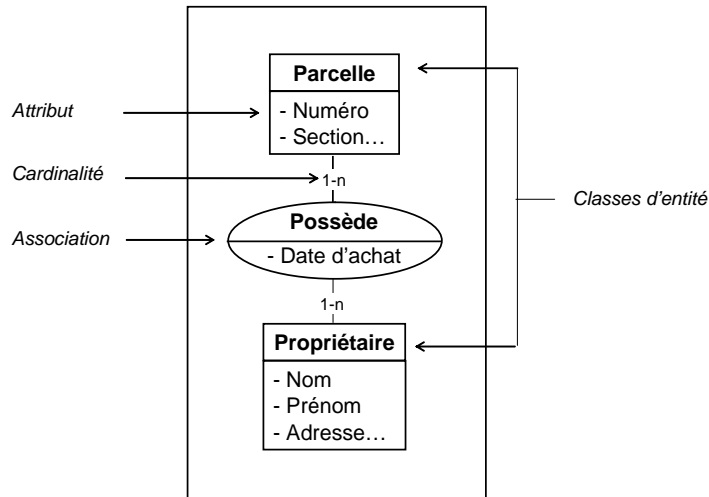 Parcelle
Attribut
- Numéro
- Section…
Cardinalité
1-n
Classes d'entité
Possède
Association
- Date d'achat
1-n
Propriétaire
- Nom
- Prénom
- Adresse…